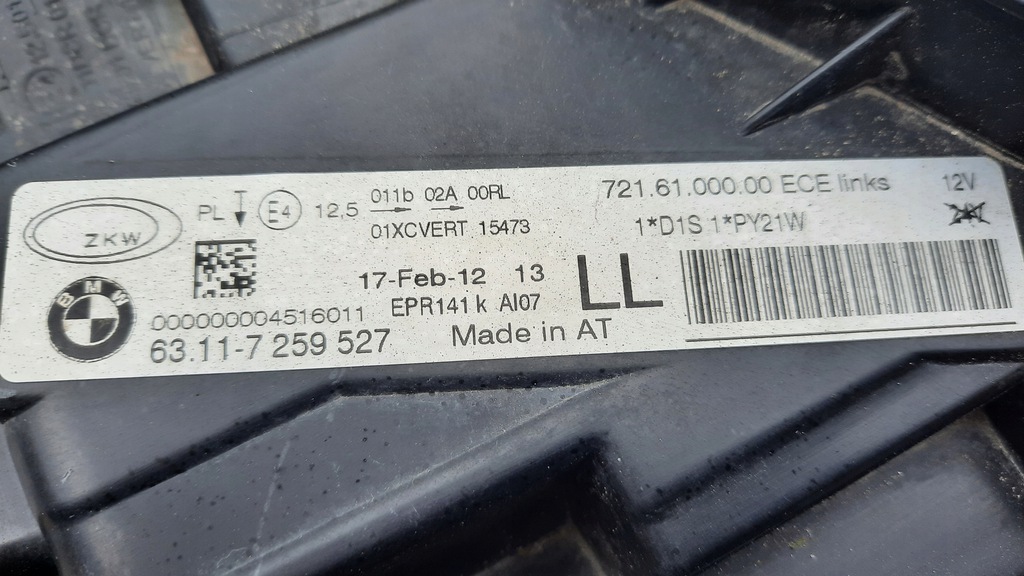 ZKW
PL T E4 12,5 011b 02A 00RL
01XCVERT 15473
721.61.000.00 ECE links 12V
1*D1S 1*PY21W 24V
BMW
17-Feb-12 13 LL
000000004516011 EPR141 k AI07
63.11-7 259 527 Made in AT